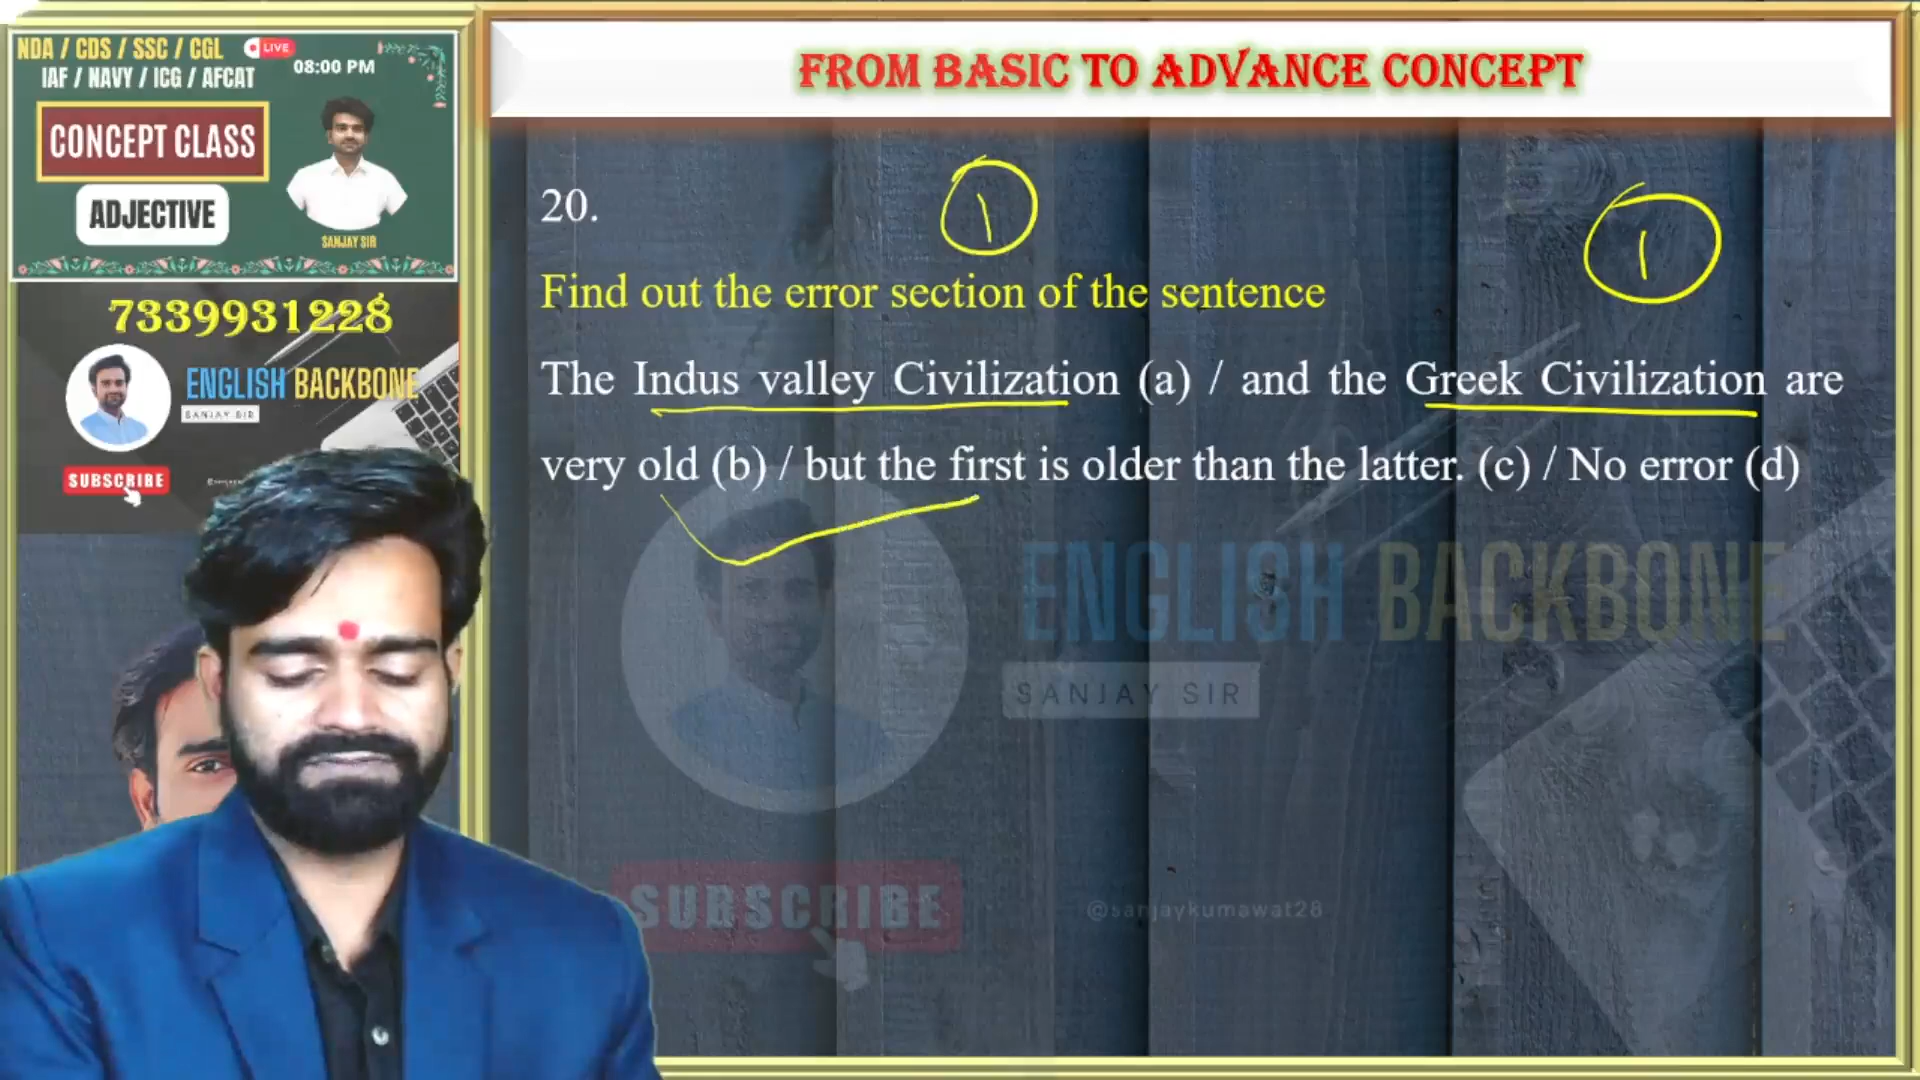 NDA / CDS / SSC / CGL
LIVE
IAF / NAVY / ICG / AFCAT
08:00 PM
CONCEPT CLASS
ADJECTIVE
SANJAY SIR
7339931228
ENGLISH BACKBONE
SANJAY SIR
SUBSCRIBE
FROM BASIC TO ADVANCE CONCEPT
20.
1
1
Find out the error section of the sentence
The Indus valley Civilization (a) / and the Greek Civilization are
very old (b) / but the first is older than the latter. (c) / No error (d)
ENGLISH BACKBONE
SANJAY SIR
SUBSCRIBE
@sanjaykumawat28